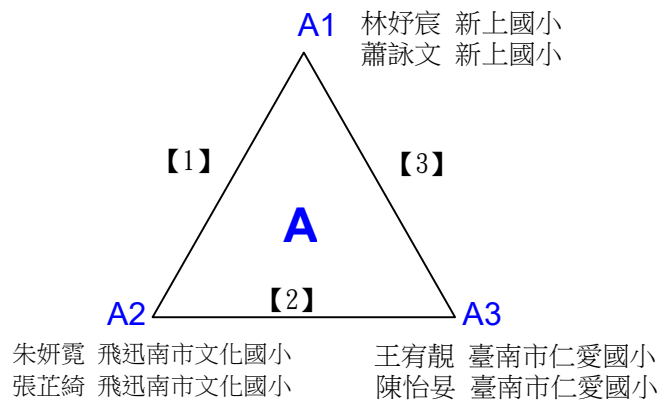 A1
林妤宸 新上國小
蕭詠文 新上國小
【1】
【3】
A
【2】
A2
A3
朱妍霓 飛迅南市文化國小
張芷綺 飛迅南市文化國小
王宥靚 臺南市仁愛國小
陳怡妟 臺南市仁愛國小